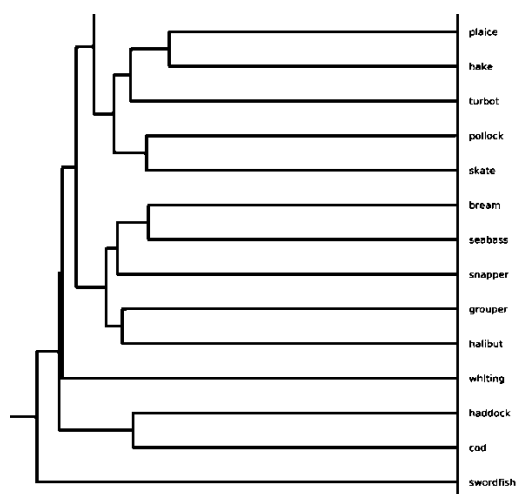 plaice
hake
turbot
pollock
skate
bream
seabass
snapper
grouper
halibut
whiting
haddock
cod
swordfish